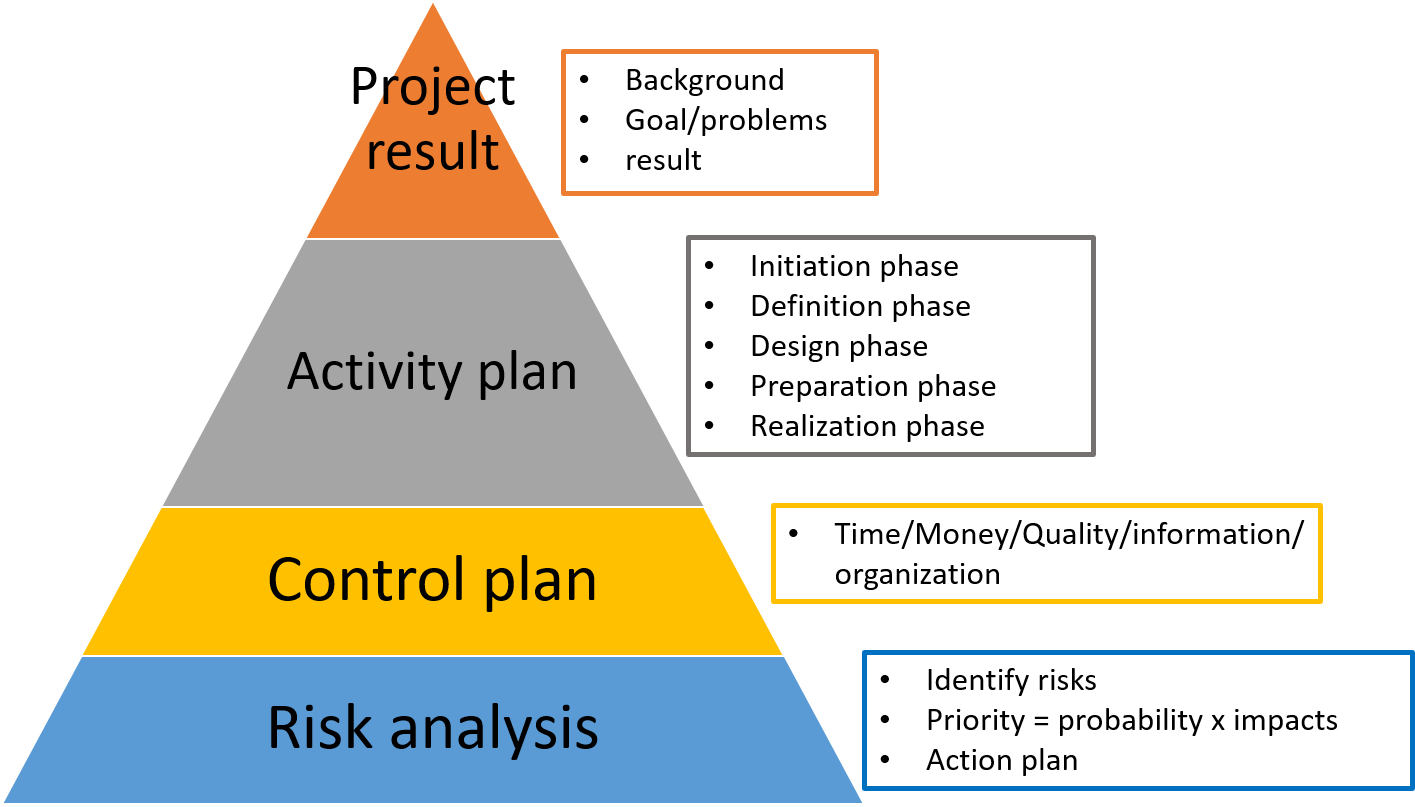 Project
result
• Background
• Goal/problems
• result
Activity plan
• Initiation phase
• Definition phase
• Design phase
• Preparation phase
• Realization phase
Control plan
• Time/Money/Quality/information/
organization
Risk analysis
• Identify risks
• Priority = probability x impacts
• Action plan